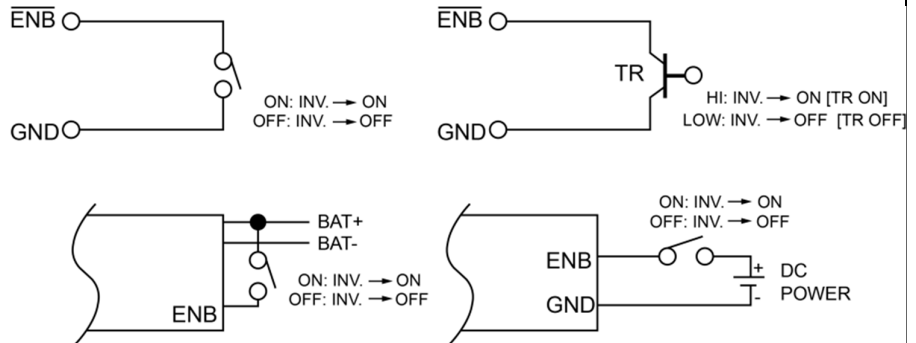 E̅N̅B̅
GND
ON: INV. → ON
OFF: INV. → OFF
E̅N̅B̅
TR
HI: INV. → ON [TR ON]
LOW: INV. → OFF [TR OFF]
GND
BAT+
BAT-
ON: INV. → ON
OFF: INV. → OFF
ENB
ON: INV. → ON
OFF: INV. → OFF
ENB
+ DC
- POWER
GND